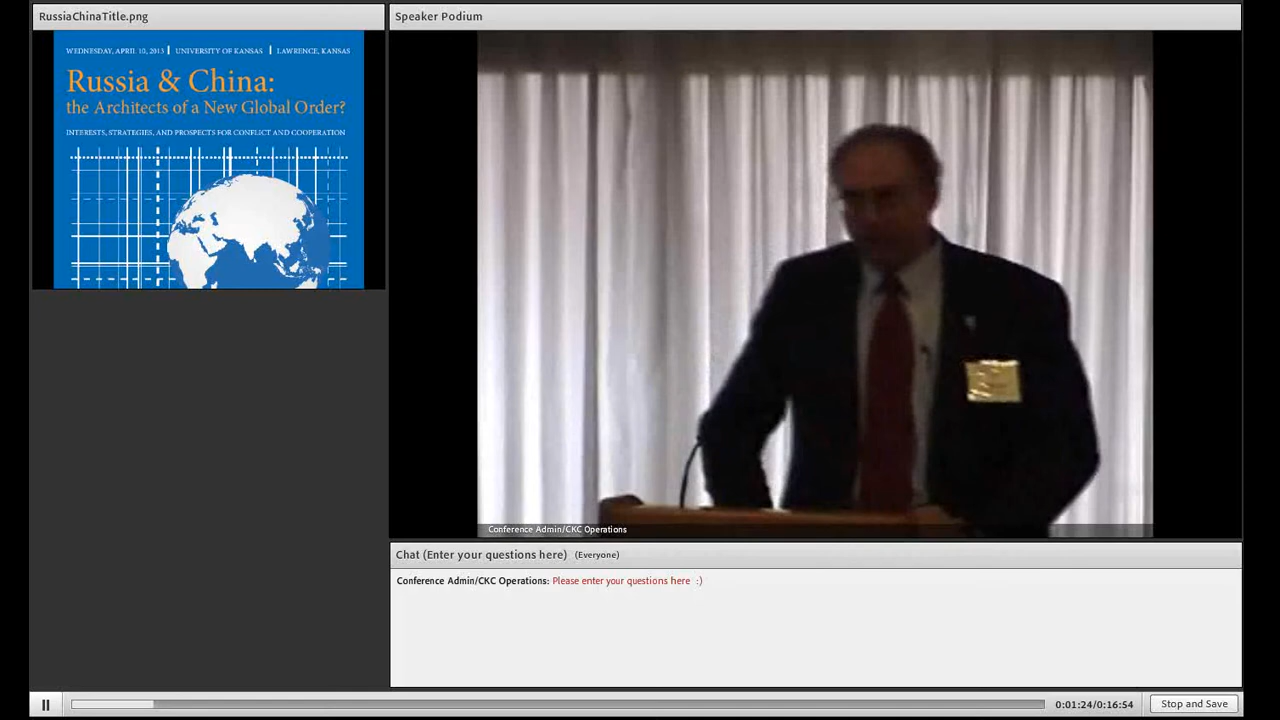 RussiaChinaTitle.png
WEDNESDAY, APRIL 10, 2013 | UNIVERSITY OF KANSAS | LAWRENCE, KANSAS
Russia & China:
the Architects of a New Global Order?
INTERESTS, STRATEGIES, AND PROSPECTS FOR CONFLICT AND COOPERATION
Speaker Podium
Conference Admin/CKC Operations
Chat (Enter your questions here) (Everyone)
Conference Admin/CKC Operations: Please enter your questions here :)
0:01:24/0:16:54
Stop and Save